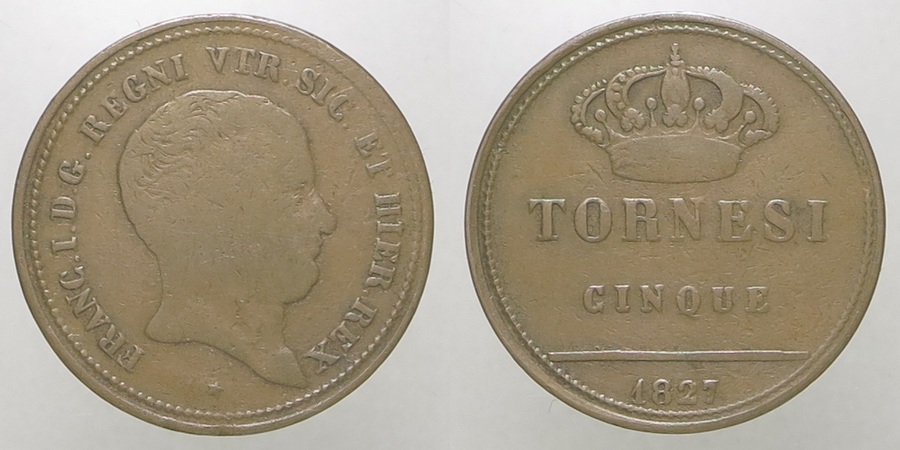 FRANC. I. D. G. REGNI VTR. SIC. ET HIER. REX
TORNESI
CINQUE
1827